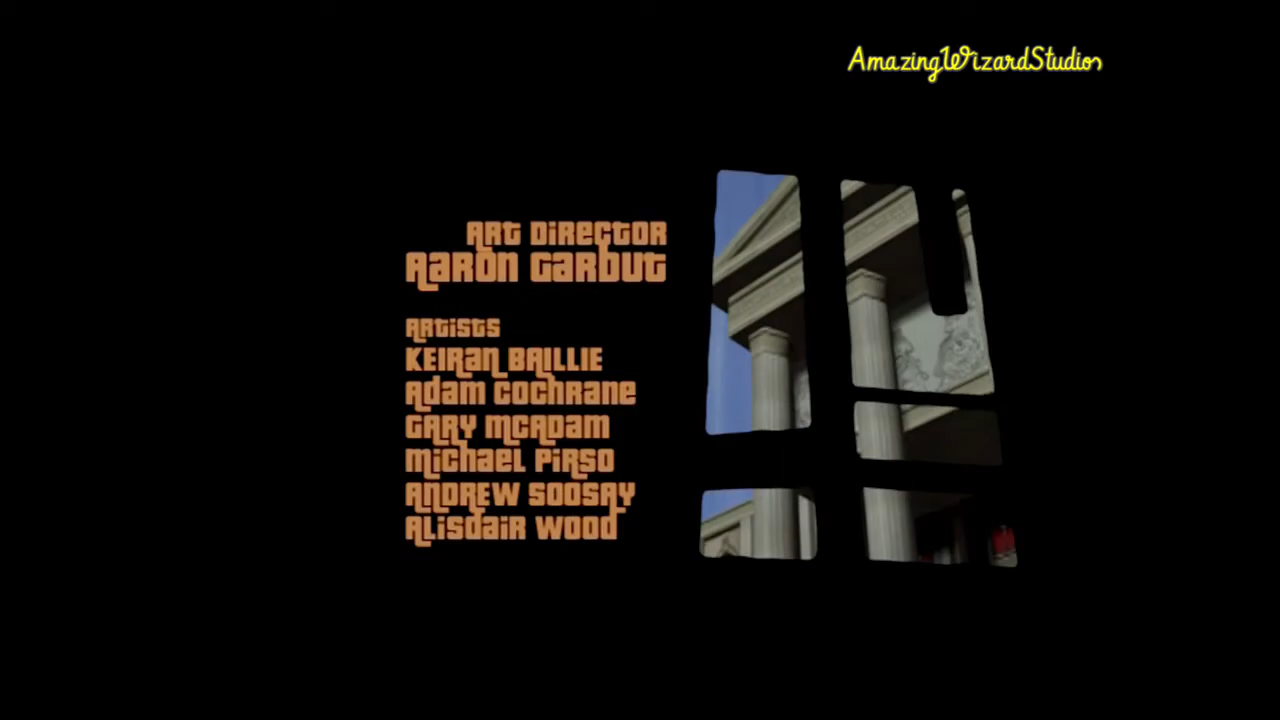 AmazingWizardStudios
Art Director
Aaron Garbut
Artists
Keiran Baillie
Adam Cochrane
Gary McAdam
Michael Pirso
Andrew Soosay
Alisdair Wood